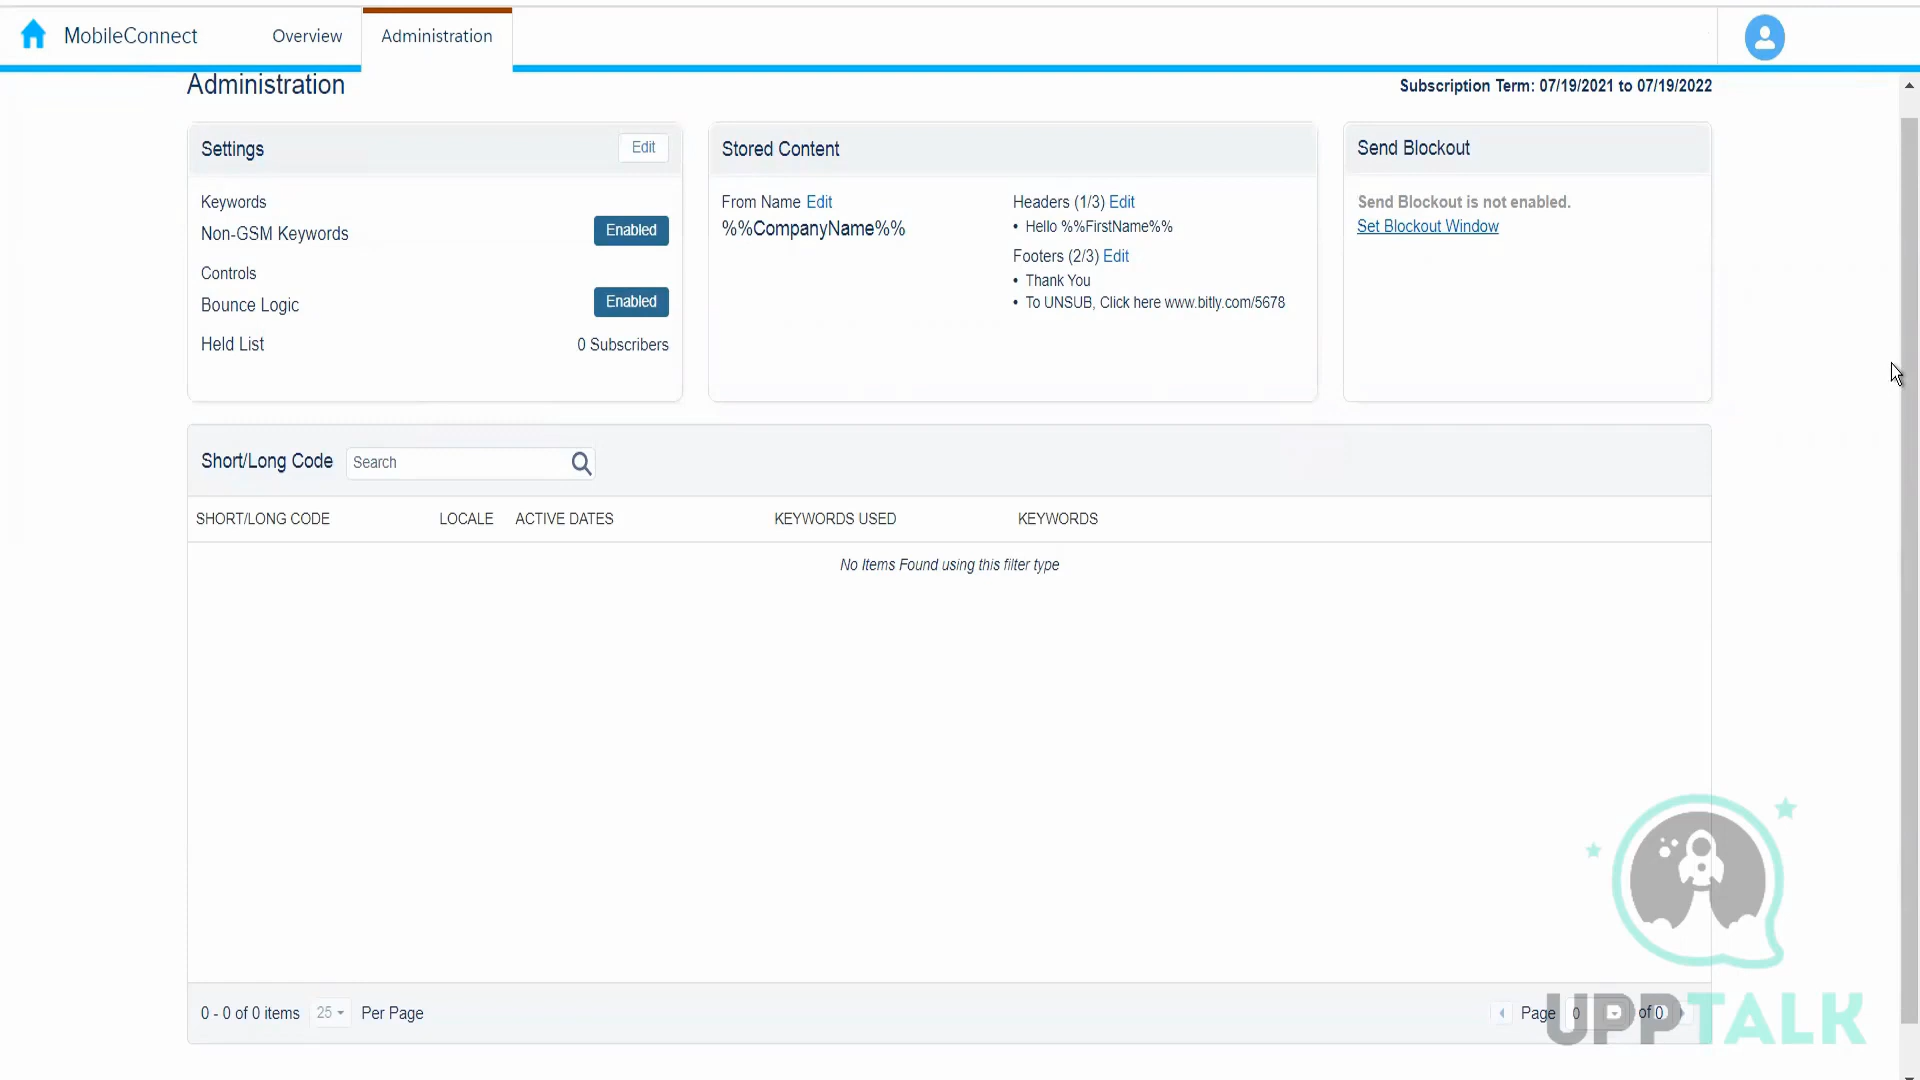 MobileConnect Overview Administration
Administration
Subscription Term: 07/19/2021 to 07/19/2022
Settings Edit
Keywords
Non-GSM Keywords Enabled
Controls
Bounce Logic Enabled
Held List 0 Subscribers
Stored Content
From Name Edit
%%CompanyName%%
Headers (1/3) Edit
• Hello %%FirstName%%
Footers (2/3) Edit
• Thank You
• To UNSUB, Click here www.bitly.com/5678
Send Blockout
Send Blockout is not enabled.
Set Blockout Window
Short/Long Code Search
SHORT/LONG CODE LOCALE ACTIVE DATES KEYWORDS USED KEYWORDS
No Items Found using this filter type
0 - 0 of 0 items 25 Per Page Page 0 of 0
UPPTALK